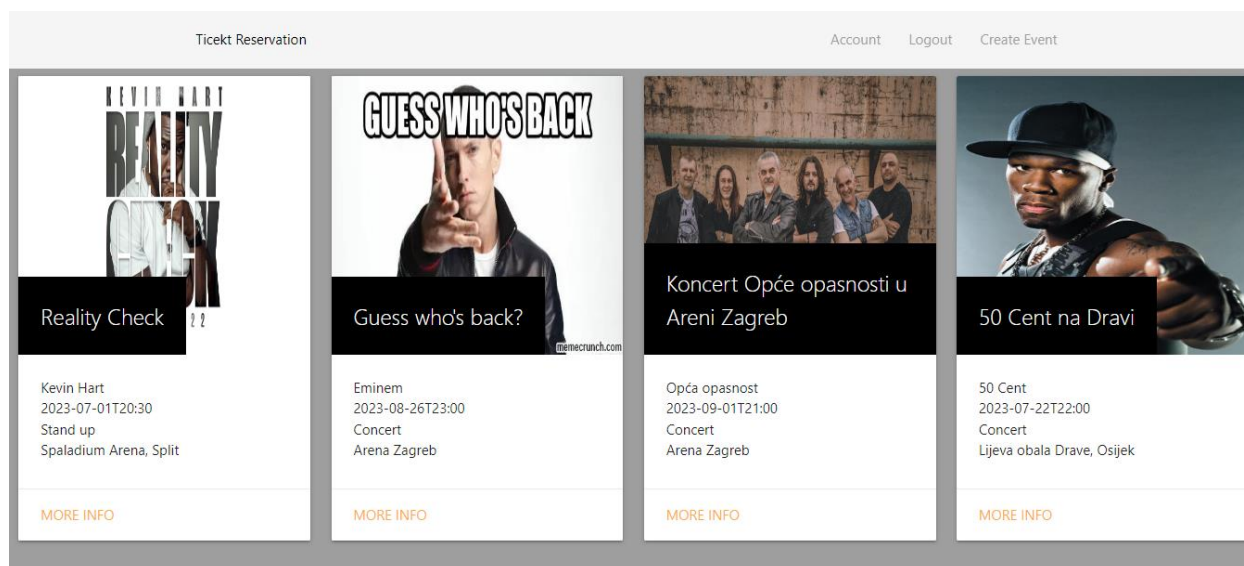 Ticekt Reservation
Account Logout Create Event
KEVIN HART
REALITY
CHECK
22
Reality Check
Kevin Hart
2023-07-01T20:30
Stand up
Spaladium Arena, Split
MORE INFO
GUESS WHO'S BACK
memecrunch.com
Guess who's back?
Eminem
2023-08-26T23:00
Concert
Arena Zagreb
MORE INFO
Koncert Opće opasnosti u
Areni Zagreb
Opća opasnost
2023-09-01T21:00
Concert
Arena Zagreb
MORE INFO
50 Cent na Dravi
50 Cent
2023-07-22T22:00
Concert
Lijeva obala Drave, Osijek
MORE INFO